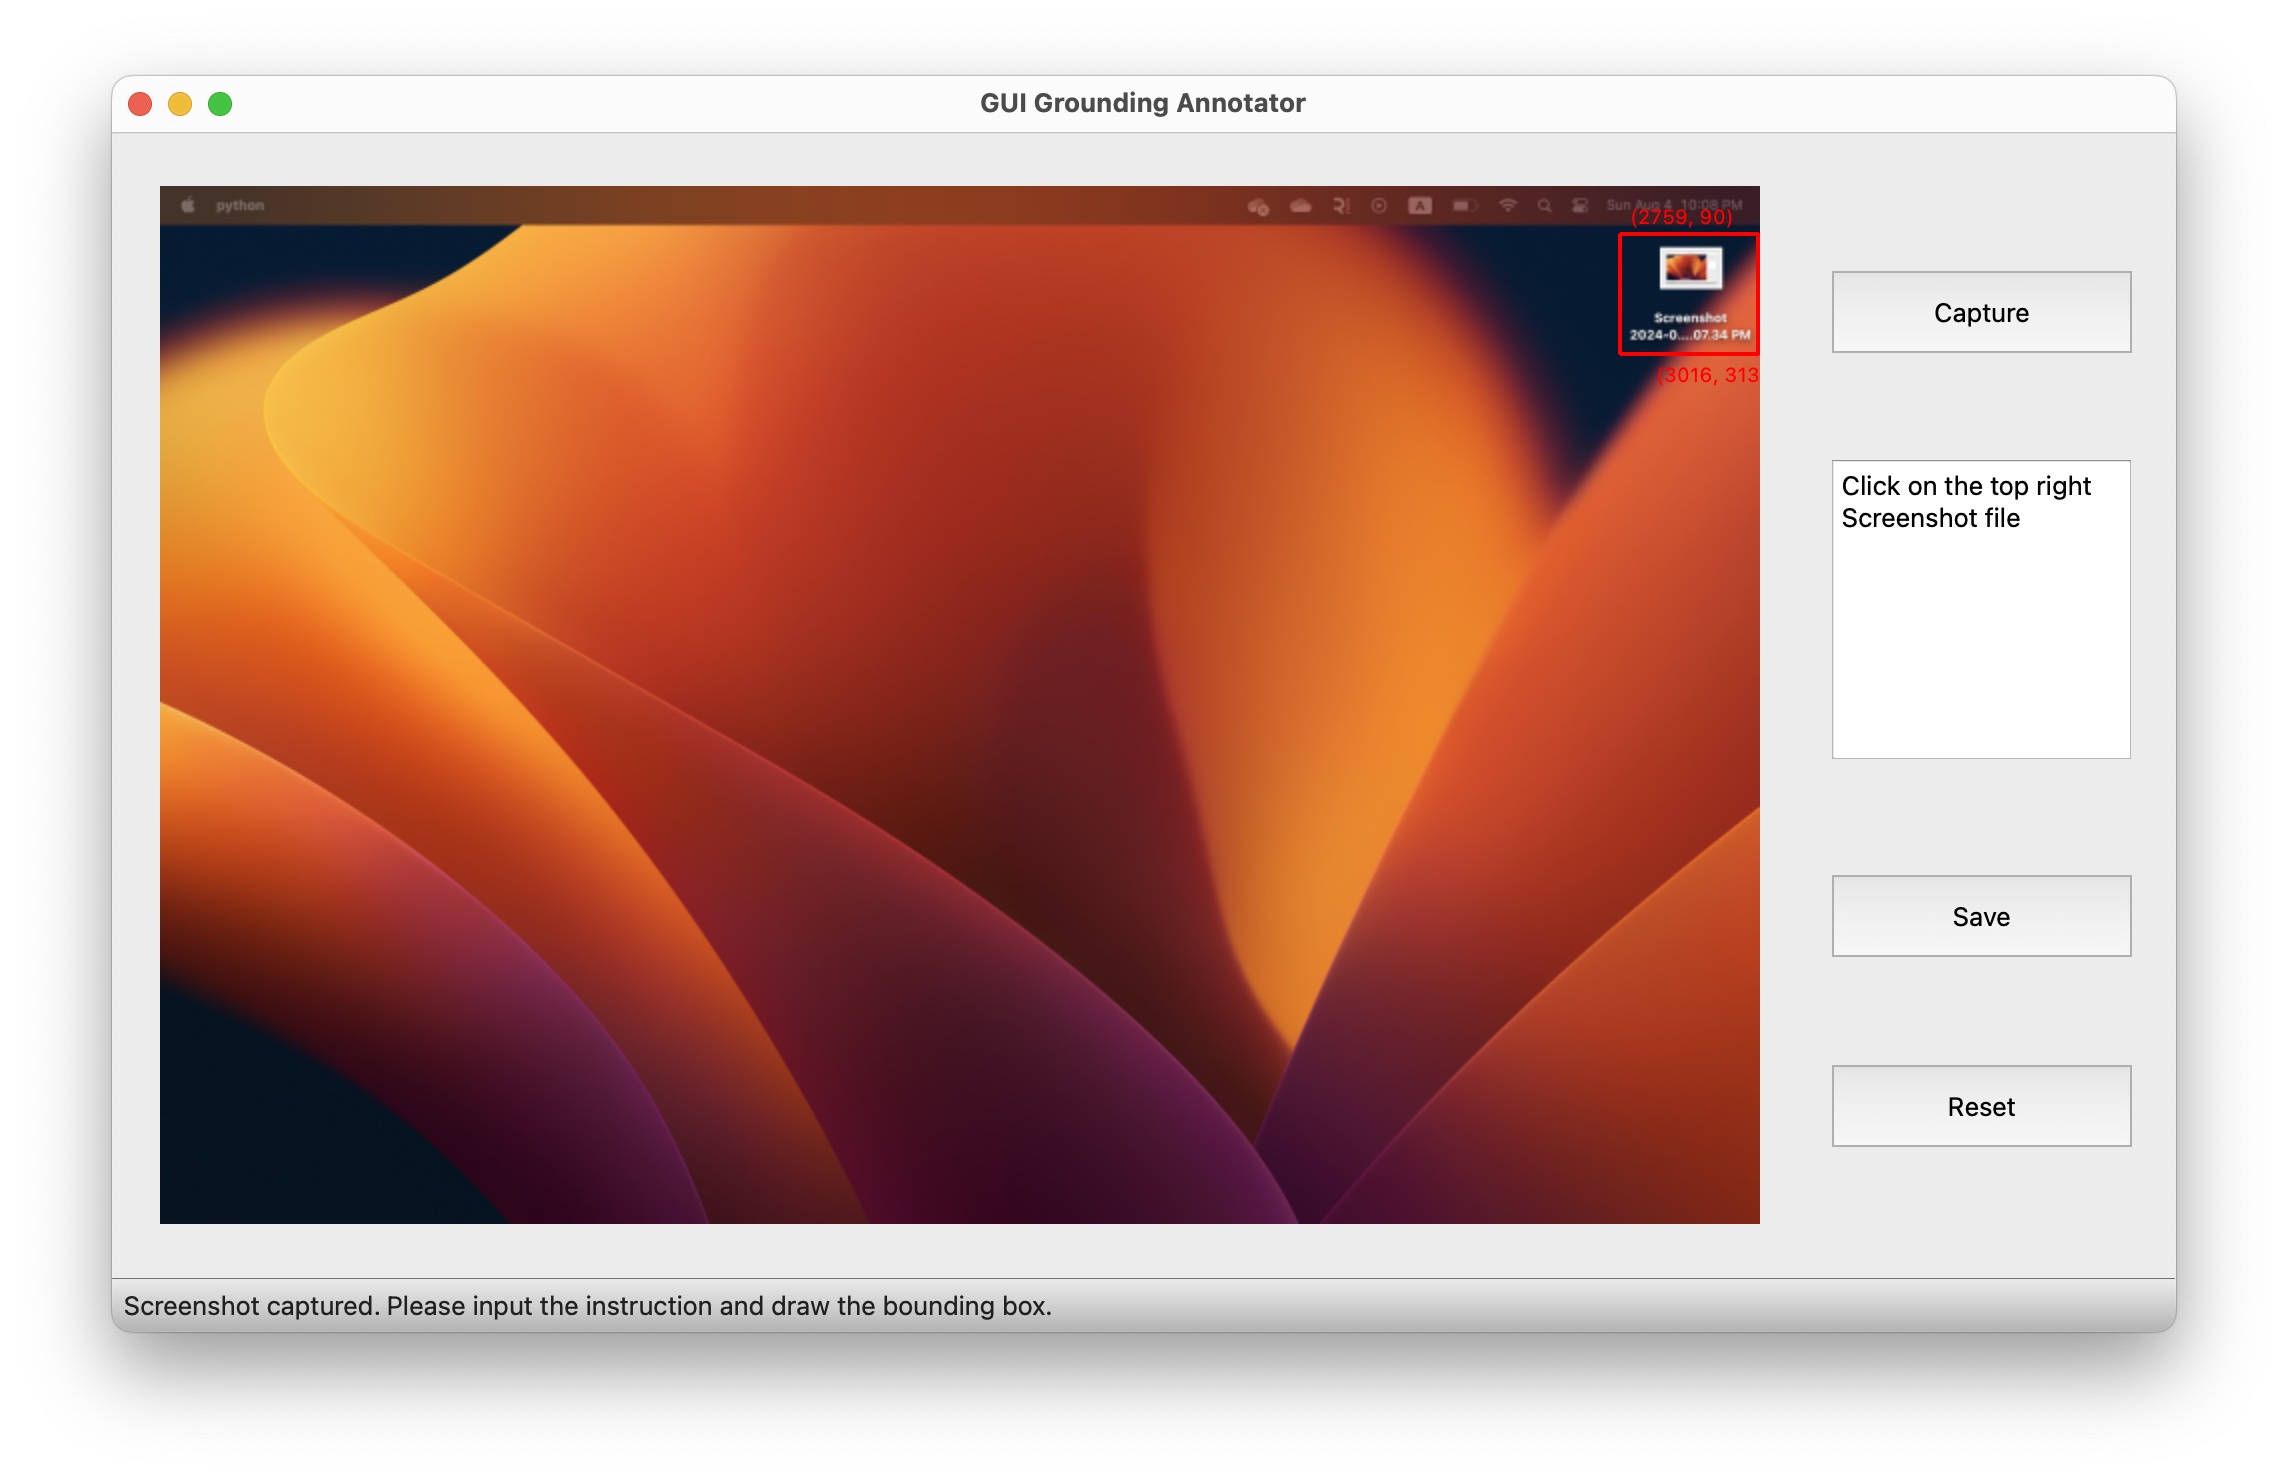 GUI Grounding Annotator
python
A
Sun Aug 4 10:08 PM
(2759, 90)
Screenshot
2024-0....07.34 PM
(3016, 313
Capture
Click on the top right
Screenshot file
Save
Reset
Screenshot captured. Please input the instruction and draw the bounding box.